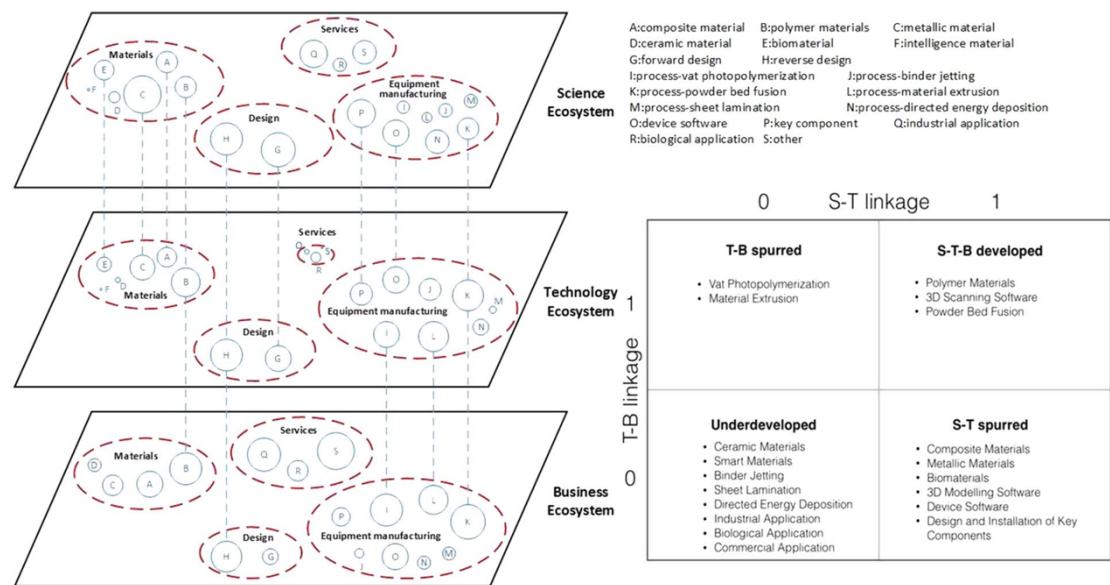 A:composite material B:polymer materials C:metallic material
D:ceramic material E:biomaterial F:intelligence material
G:forward design H:reverse design
I:process-vat photopolymerization J:process-binder jetting
K:process-powder bed fusion L:process-material extrusion
M:process-sheet lamination N:process-directed energy deposition
O:device software P:key component Q:industrial application
R:biological application S:other
Science
Ecosystem
Materials
E
A
F
D
C
B
Services
Q
R
S
Design
H
G
Equipment
manufacturing
P
I
L
J
M
O
N
K
Technology
Ecosystem
Materials
E
F
D
C
A
B
Services
Q
S
R
Design
H
G
Equipment manufacturing
P
O
J
K
M
N
I
L
Business
Ecosystem
Materials
D
C
A
B
Services
Q
R
S
Design
H
G
Equipment manufacturing
P
I
L
K
J
O
N
M
0 S-T linkage 1
T-B linkage
1
0
T-B spurred
• Vat Photopolymerization
• Material Extrusion
S-T-B developed
• Polymer Materials
• 3D Scanning Software
• Powder Bed Fusion
Underdeveloped
• Ceramic Materials
• Smart Materials
• Binder Jetting
• Sheet Lamination
• Directed Energy Deposition
• Industrial Application
• Biological Application
• Commercial Application
S-T spurred
• Composite Materials
• Metallic Materials
• Biomaterials
• 3D Modelling Software
• Device Software
• Design and Installation of Key
Components